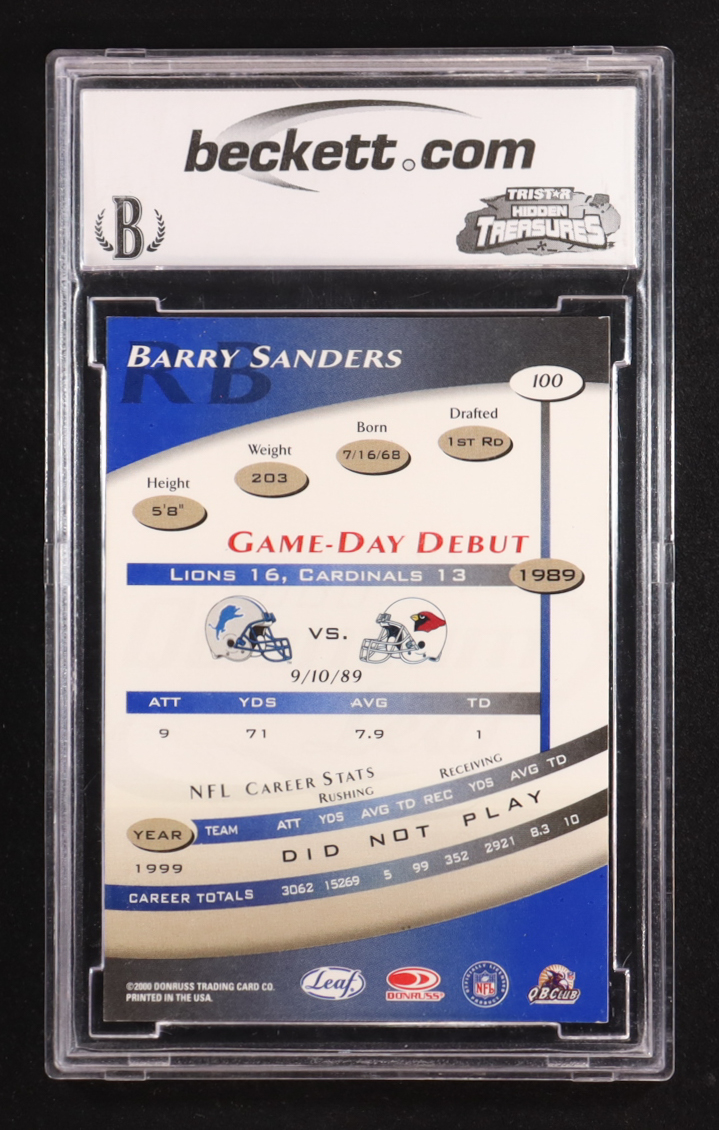 beckett.com
B
TRISTAR
HIDDEN
TREASURES
RB
BARRY SANDERS
100
Height
5'8"
Weight
203
Born
7/16/68
Drafted
1ST RD
GAME-DAY DEBUT
LIONS 16, CARDINALS 13
1989
VS.
9/10/89
ATT YDS AVG TD
9 71 7.9 1
NFL CAREER STATS
RUSHING RECEIVING
YEAR TEAM ATT YDS AVG TD REC YDS AVG TD
1999 DID NOT PLAY
CAREER TOTALS 3062 15269 5 99 352 2921 8.3 10
©2000 DONRUSS TRADING CARD CO.
PRINTED IN THE USA.
Leaf
DONRUSS
NFL
QB CLUB